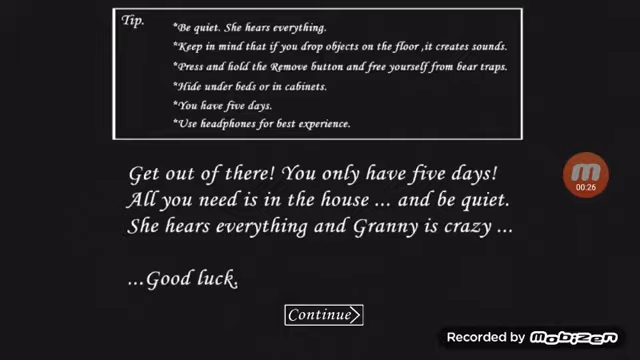 Tip.
*Be quiet. She hears everything.
*Keep in mind that if you drop objects on the floor ,it creates sounds.
*Press and hold the Remove button and free yourself from bear traps.
*Hide under beds or in cabinets.
*You have five days.
*Use headphones for best experience.
Get out of there! You only have five days!
All you need is in the house ... and be quiet.
She hears everything and Granny is crazy ...
...Good luck.
Continue
00:26
Recorded by mobizen